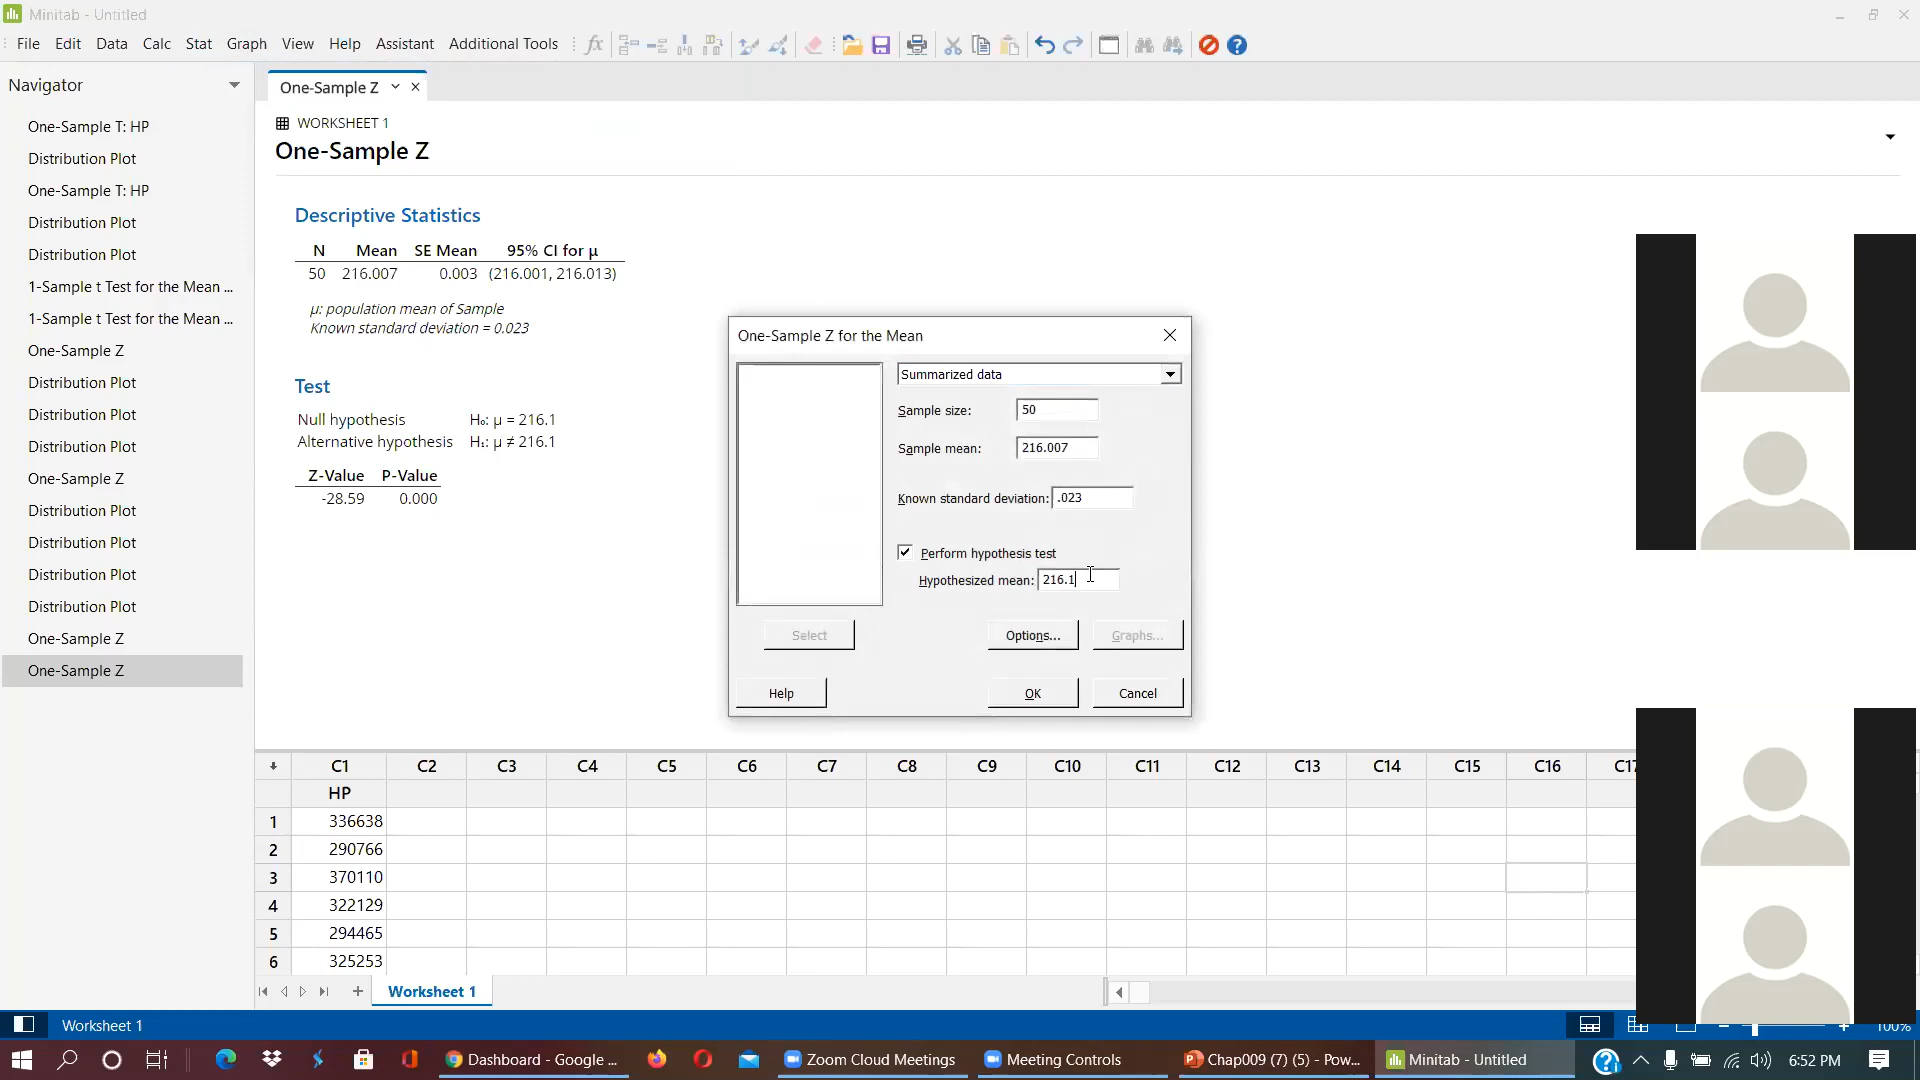 Minitab - Untitled
File Edit Data Calc Stat Graph View Help Assistant Additional Tools
Navigator
One-Sample T: HP
Distribution Plot
One-Sample T: HP
Distribution Plot
Distribution Plot
1-Sample t Test for the Mean ...
1-Sample t Test for the Mean ...
One-Sample Z
Distribution Plot
Distribution Plot
Distribution Plot
One-Sample Z
Distribution Plot
Distribution Plot
Distribution Plot
Distribution Plot
One-Sample Z
One-Sample Z
One-Sample Z
WORKSHEET 1
One-Sample Z
Descriptive Statistics
N Mean SE Mean 95% CI for μ
50 216.007 0.003 (216.001, 216.013)
μ: population mean of Sample
Known standard deviation = 0.023
Test
Null hypothesis H₀: μ = 216.1
Alternative hypothesis H₁: μ ≠ 216.1
Z-Value P-Value
-28.59 0.000
One-Sample Z for the Mean
Summarized data
Sample size: 50
Sample mean: 216.007
Known standard deviation: .023
Perform hypothesis test
Hypothesized mean: 216.1
Select Options... Graphs...
Help OK Cancel
C1 C2 C3 C4 C5 C6 C7 C8 C9 C10 C11 C12 C13 C14 C15 C16 C17
HP
1 336638
2 290766
3 370110
4 322129
5 294465
6 325253
Worksheet 1
Worksheet 1
100%
Dashboard - Google ... Zoom Cloud Meetings Meeting Controls Chap009 (7) (5) - Pow... Minitab - Untitled 6:52 PM